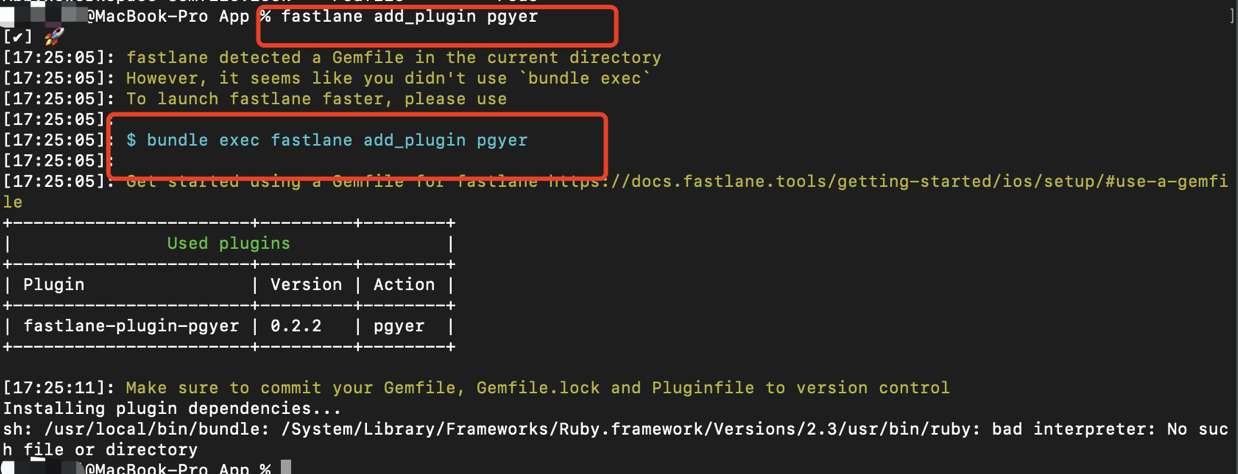 @MacBook-Pro App % fastlane add_plugin pgyer ]
[✔] 🚀
[17:25:05]: fastlane detected a Gemfile in the current directory
[17:25:05]: However, it seems like you didn't use `bundle exec`
[17:25:05]: To launch fastlane faster, please use
[17:25:05]:
[17:25:05]: $ bundle exec fastlane add_plugin pgyer
[17:25:05]:
[17:25:05]: Get started using a Gemfile for fastlane https://docs.fastlane.tools/getting-started/ios/setup/#use-a-gemfi
le
+-----------------------+---------+--------+
|               Used plugins               |
+-----------------------+---------+--------+
| Plugin                | Version | Action |
+-----------------------+---------+--------+
| fastlane-plugin-pgyer | 0.2.2   | pgyer  |
+-----------------------+---------+--------+
[17:25:11]: Make sure to commit your Gemfile, Gemfile.lock and Pluginfile to version control
Installing plugin dependencies...
sh: /usr/local/bin/bundle: /System/Library/Frameworks/Ruby.framework/Versions/2.3/usr/bin/ruby: bad interpreter: No suc
h file or directory
@MacBook-Pro App %